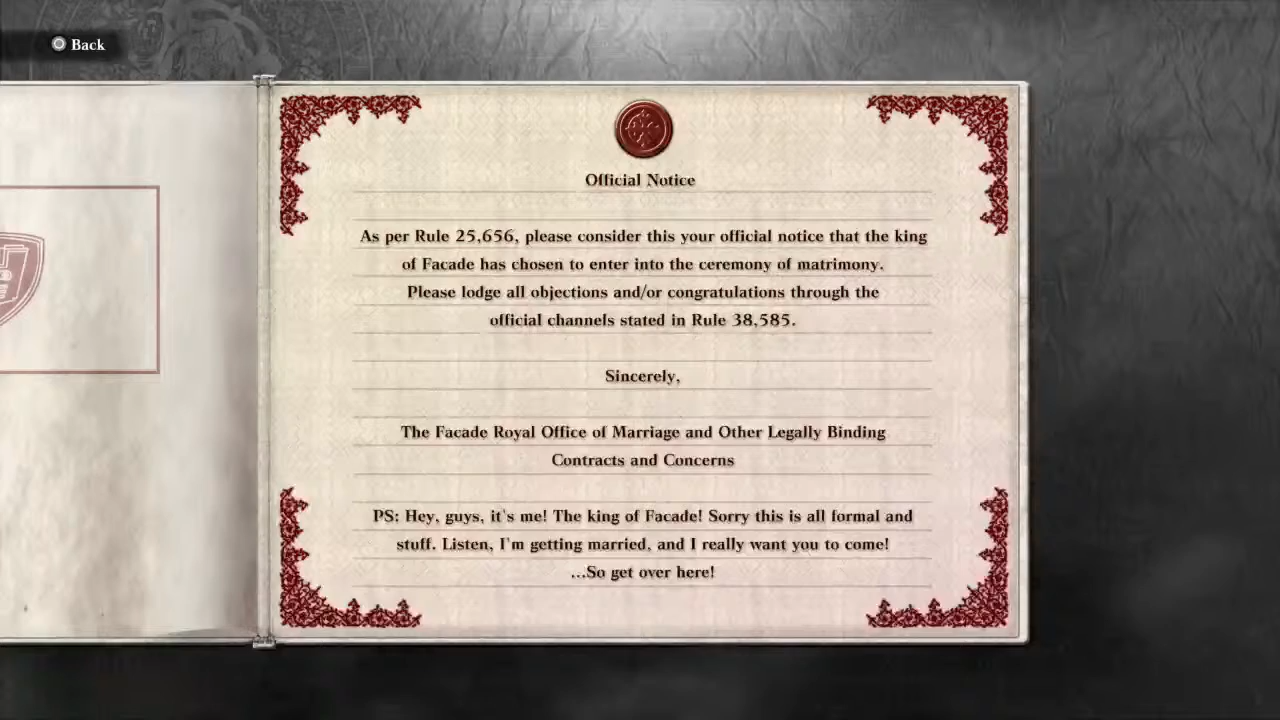 Back
Official Notice
As per Rule 25,656, please consider this your official notice that the king
of Facade has chosen to enter into the ceremony of matrimony.
Please lodge all objections and/or congratulations through the
official channels stated in Rule 38,585.
Sincerely,
The Facade Royal Office of Marriage and Other Legally Binding
Contracts and Concerns
PS: Hey, guys, it's me! The king of Facade! Sorry this is all formal and
stuff. Listen, I'm getting married, and I really want you to come!
...So get over here!